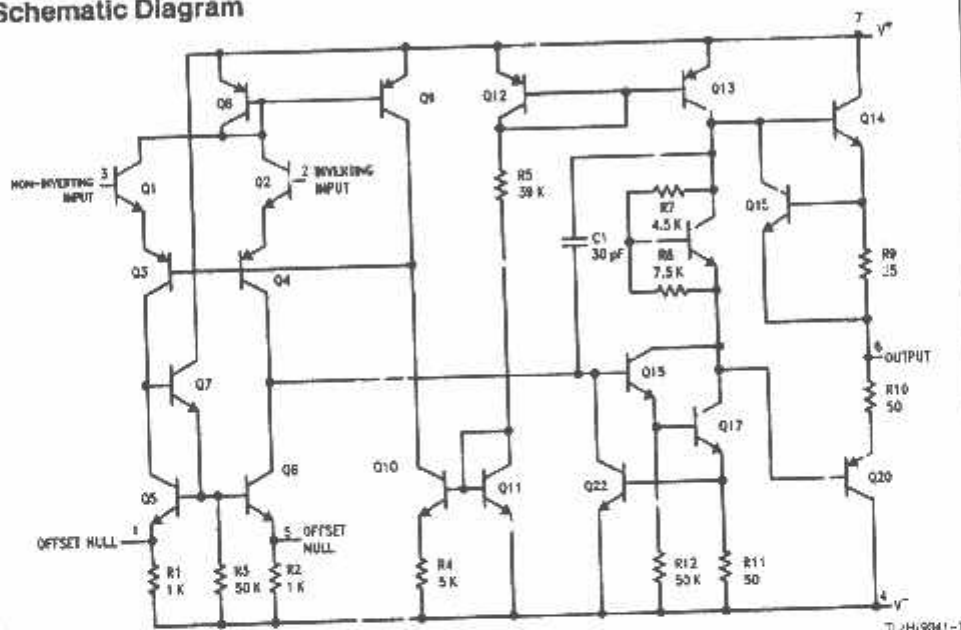 Schematic Diagram
7
V+
Q8
Q9
Q12
Q13
Q14
NON-INVERTING
INPUT
3
Q1
Q2
2
INVERTING
INPUT
R5
39 K
R7
4.5 K
Q15
C1
30 pF
R8
7.5 K
R9
25
Q3
Q4
6
OUTPUT
Q7
Q15
R10
50
Q17
Q5
Q6
Q10
Q11
Q22
Q20
OFFSET NULL
1
5
OFFSET
NULL
R1
1 K
R3
50 K
R2
1 K
R4
5 K
R12
50 K
R11
50
4
V-